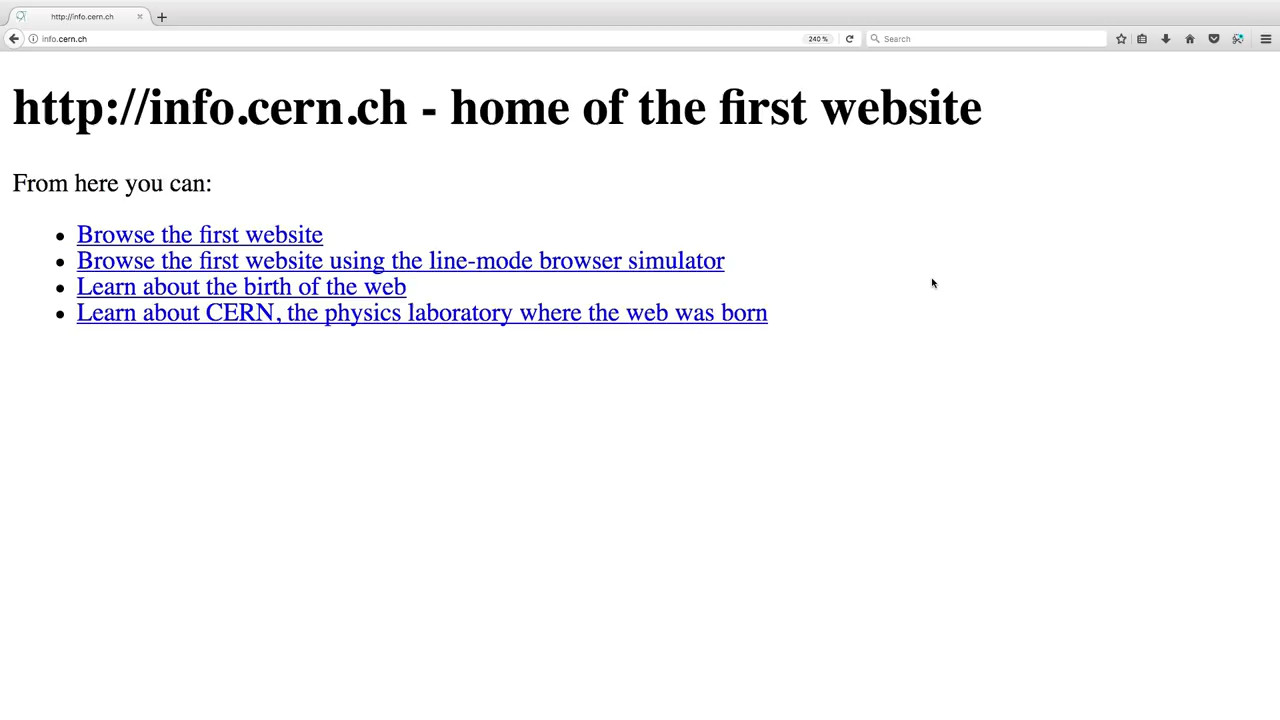 http://info.cern.ch
info.cern.ch
240 %
Search
http://info.cern.ch - home of the first website
From here you can:
Browse the first website
Browse the first website using the line-mode browser simulator
Learn about the birth of the web
Learn about CERN, the physics laboratory where the web was born